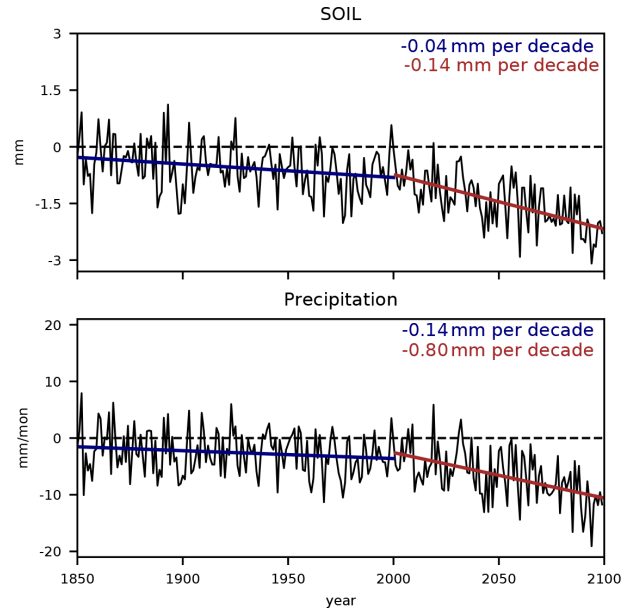 SOIL
-0.04 mm per decade
-0.14 mm per decade
3
1.5
0
-1.5
-3
mm
Precipitation
-0.14 mm per decade
-0.80 mm per decade
20
10
0
-10
-20
mm/mon
1850 1900 1950 2000 2050 2100
year